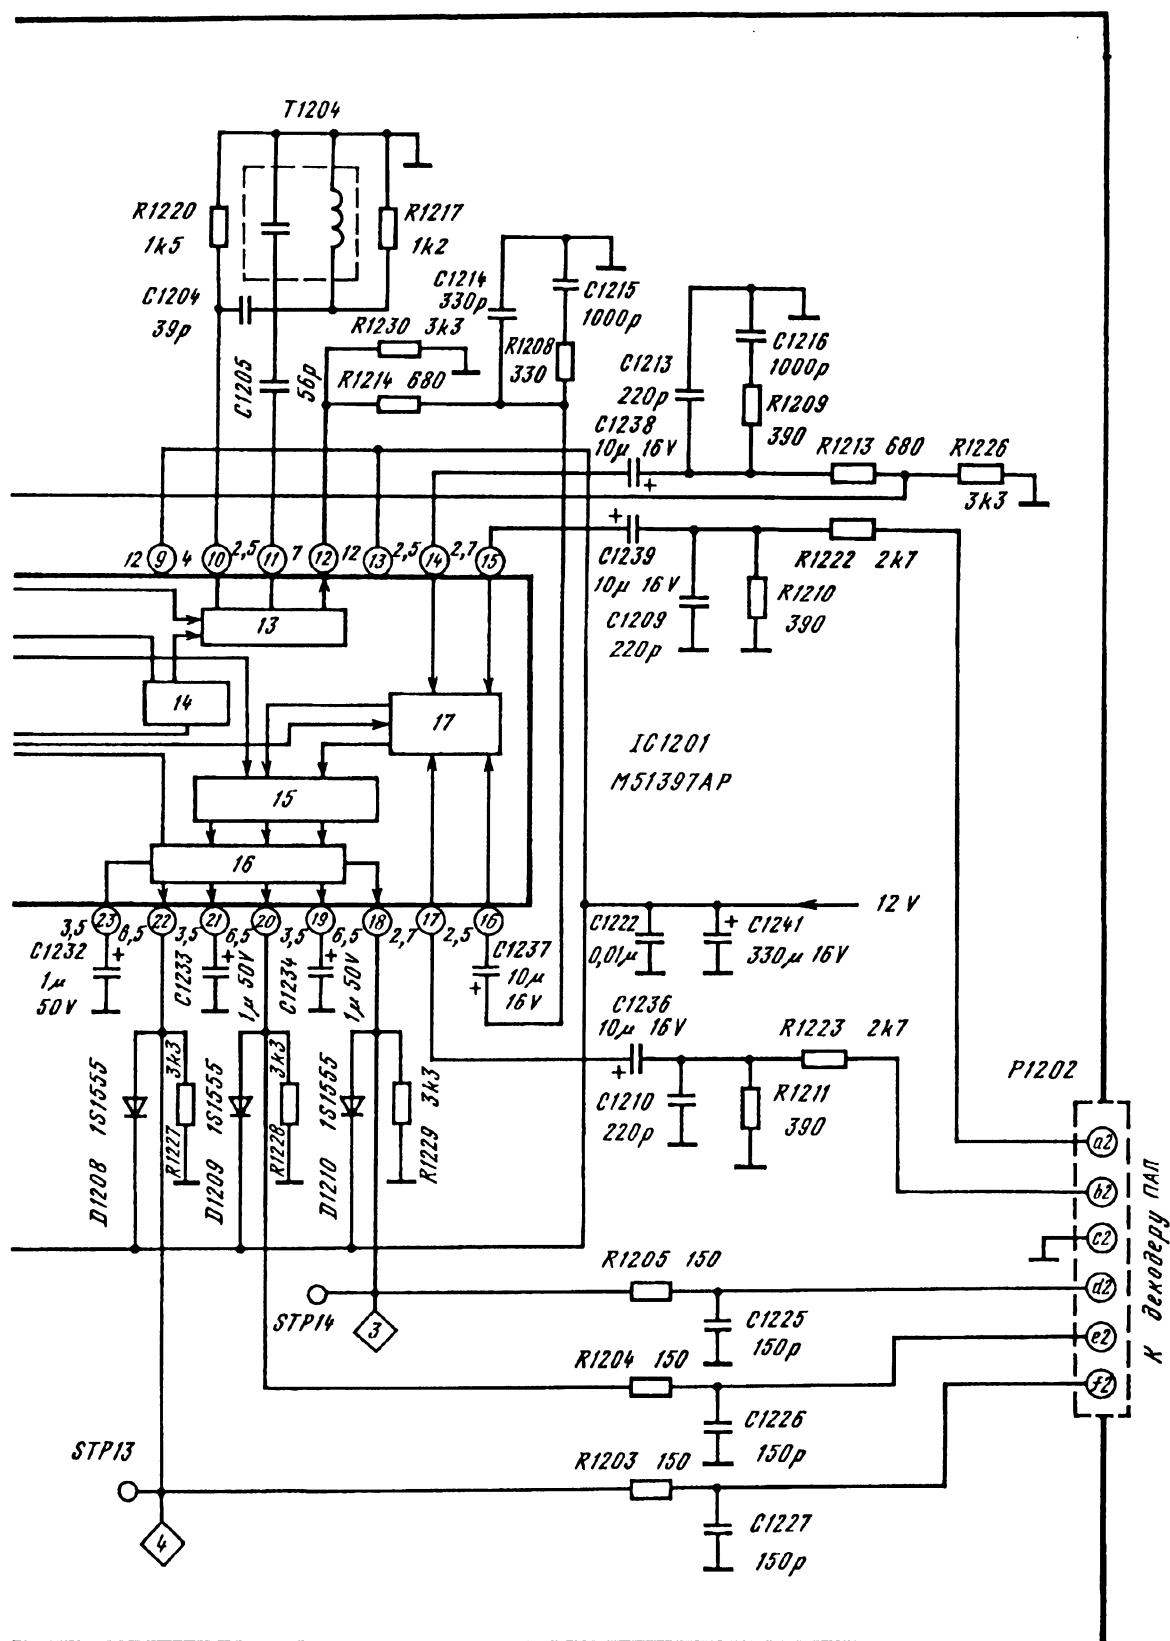 T1204
R1220
1k5
R1217
1k2
C1204
39p
C1205
56p
C1214
330p
C1215
1000p
R1230 3k3
R1208
330
R1214 680
C1213
220p
C1216
1000p
R1209
390
C1238
10µ 16V
+
R1213 680
R1226
3k3
+
C1239
10µ 16V
R1222 2k7
R1210
390
C1209
220p
12 9 4 10 2,5 11 7 12 12 13 2,5 14 2,7 15
13
14
17
15
16
IC1201
M51397AP
3,5 23 6,5 22 3,5 21 6,5 20 3,5 19 6,5 18 2,7 17 2,5 16
C1232 +
1µ
50V
C1233 +
1µ 50V
C1234 +
1µ 50V
C1237
10µ
16V
+
C1222
0,01µ
+ C1241
330µ 16V
12V
C1236
10µ 16V
+
R1223 2k7
C1210
220p
R1211
390
P1202
D1208 1S1555
R1227 3k3
D1209 1S1555
R1228 3k3
D1210 1S1555
R1229 3k3
a2
b2
c2
d2
e2
f2
К декодеру ПАЛ
R1205 150
STP14
3
C1225
150p
R1204 150
C1226
150p
STP13
R1203 150
4
C1227
150p